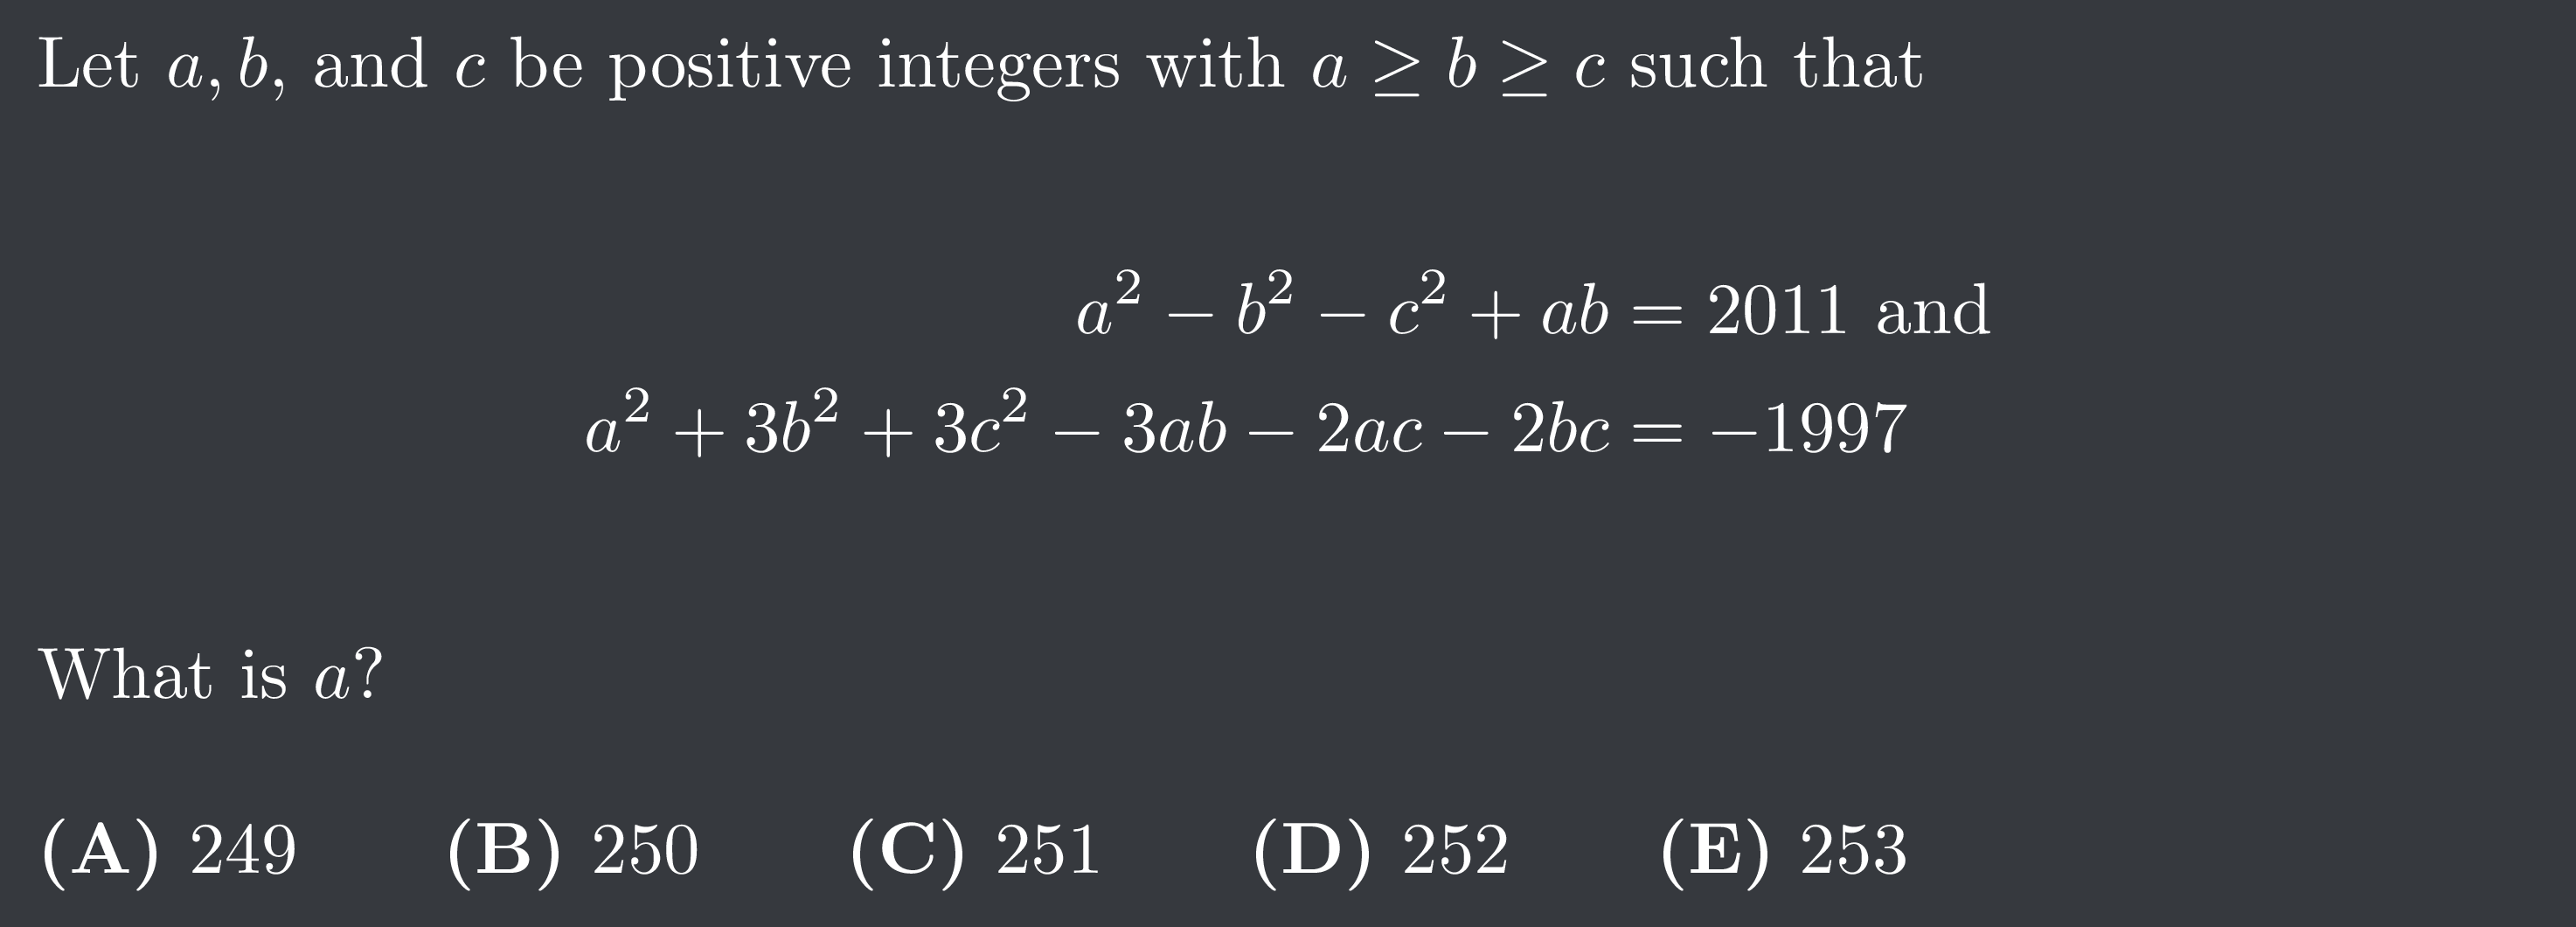 Let a, b, and c be positive integers with a ≥ b ≥ c such that
a² − b² − c² + ab = 2011 and
a² + 3b² + 3c² − 3ab − 2ac − 2bc = −1997
What is a?
(A) 249 (B) 250 (C) 251 (D) 252 (E) 253